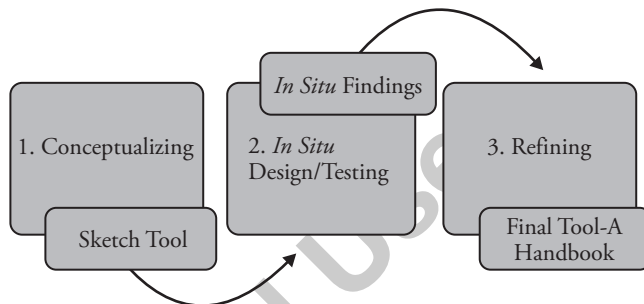 In Situ Findings
1. Conceptualizing
2. In Situ
Design/Testing
3. Refining
Sketch Tool
Final Tool-A
Handbook